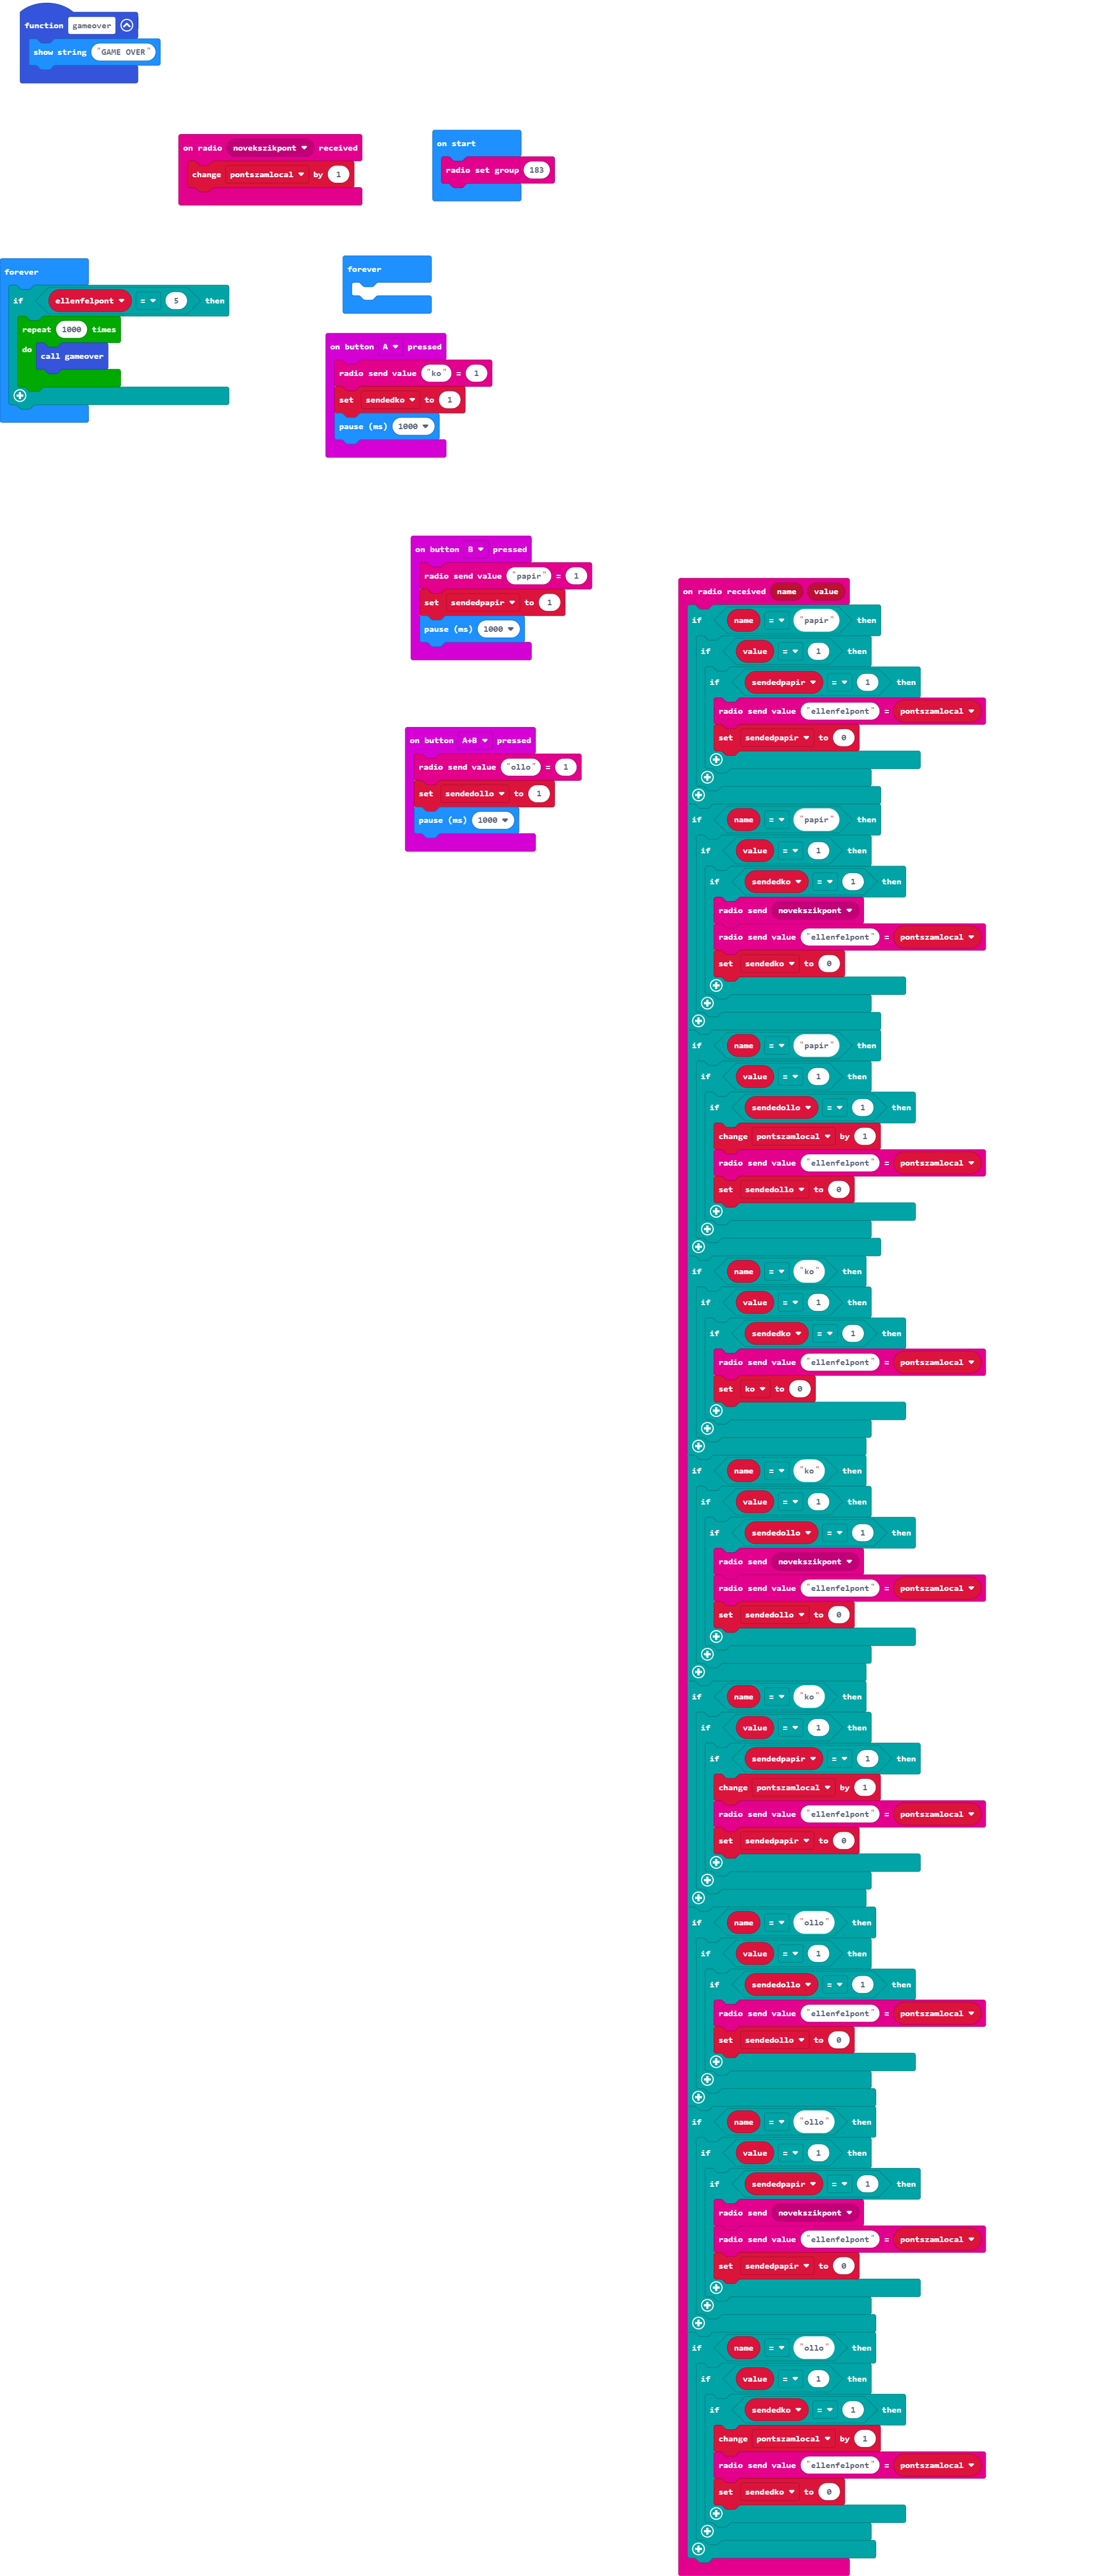 function gameover
show string "GAME OVER"
on radio novekszikpont received
change pontszamlocal by 1
on start
radio set group 183
forever
if ellenfelpont = 5 then
repeat 1000 times
do call gameover
forever
on button A pressed
radio send value "ko" = 1
set sendedko to 1
pause (ms) 1000
on button B pressed
radio send value "papir" = 1
set sendedpapir to 1
pause (ms) 1000
on button A+B pressed
radio send value "ollo" = 1
set sendedollo to 1
pause (ms) 1000
on radio received name value
if name = "papir" then
if value = 1 then
if sendedpapir = 1 then
radio send value "ellenfelpont" = pontszamlocal
set sendedpapir to 0
if name = "papir" then
if value = 1 then
if sendedko = 1 then
radio send novekszikpont
radio send value "ellenfelpont" = pontszamlocal
set sendedko to 0
if name = "papir" then
if value = 1 then
if sendedollo = 1 then
change pontszamlocal by 1
radio send value "ellenfelpont" = pontszamlocal
set sendedollo to 0
if name = "ko" then
if value = 1 then
if sendedko = 1 then
radio send value "ellenfelpont" = pontszamlocal
set ko to 0
if name = "ko" then
if value = 1 then
if sendedollo = 1 then
radio send novekszikpont
radio send value "ellenfelpont" = pontszamlocal
set sendedollo to 0
if name = "ko" then
if value = 1 then
if sendedpapir = 1 then
change pontszamlocal by 1
radio send value "ellenfelpont" = pontszamlocal
set sendedpapir to 0
if name = "ollo" then
if value = 1 then
if sendedollo = 1 then
radio send value "ellenfelpont" = pontszamlocal
set sendedollo to 0
if name = "ollo" then
if value = 1 then
if sendedpapir = 1 then
radio send novekszikpont
radio send value "ellenfelpont" = pontszamlocal
set sendedpapir to 0
if name = "ollo" then
if value = 1 then
if sendedko = 1 then
change pontszamlocal by 1
radio send value "ellenfelpont" = pontszamlocal
set sendedko to 0